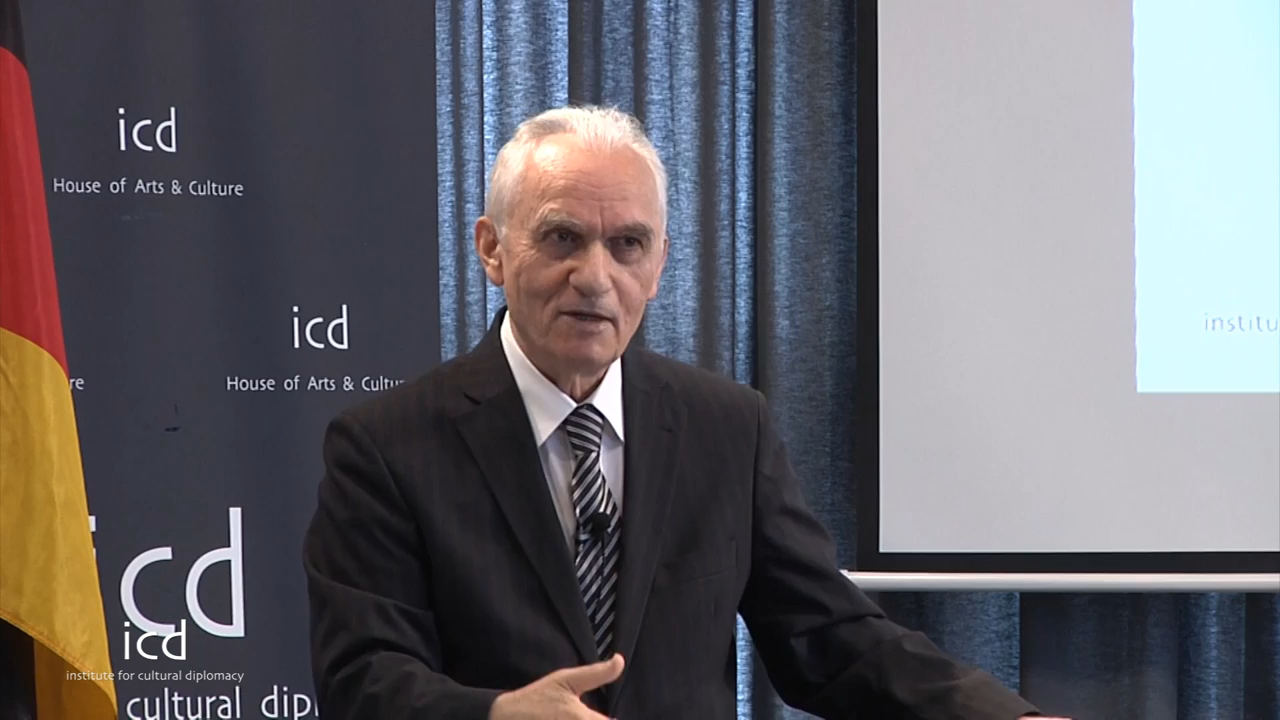 icd
House of Arts & Culture
icd
re
House of Arts & Cultu
icd
icd
institute for cultural diplomacy
cultural dipl
institu